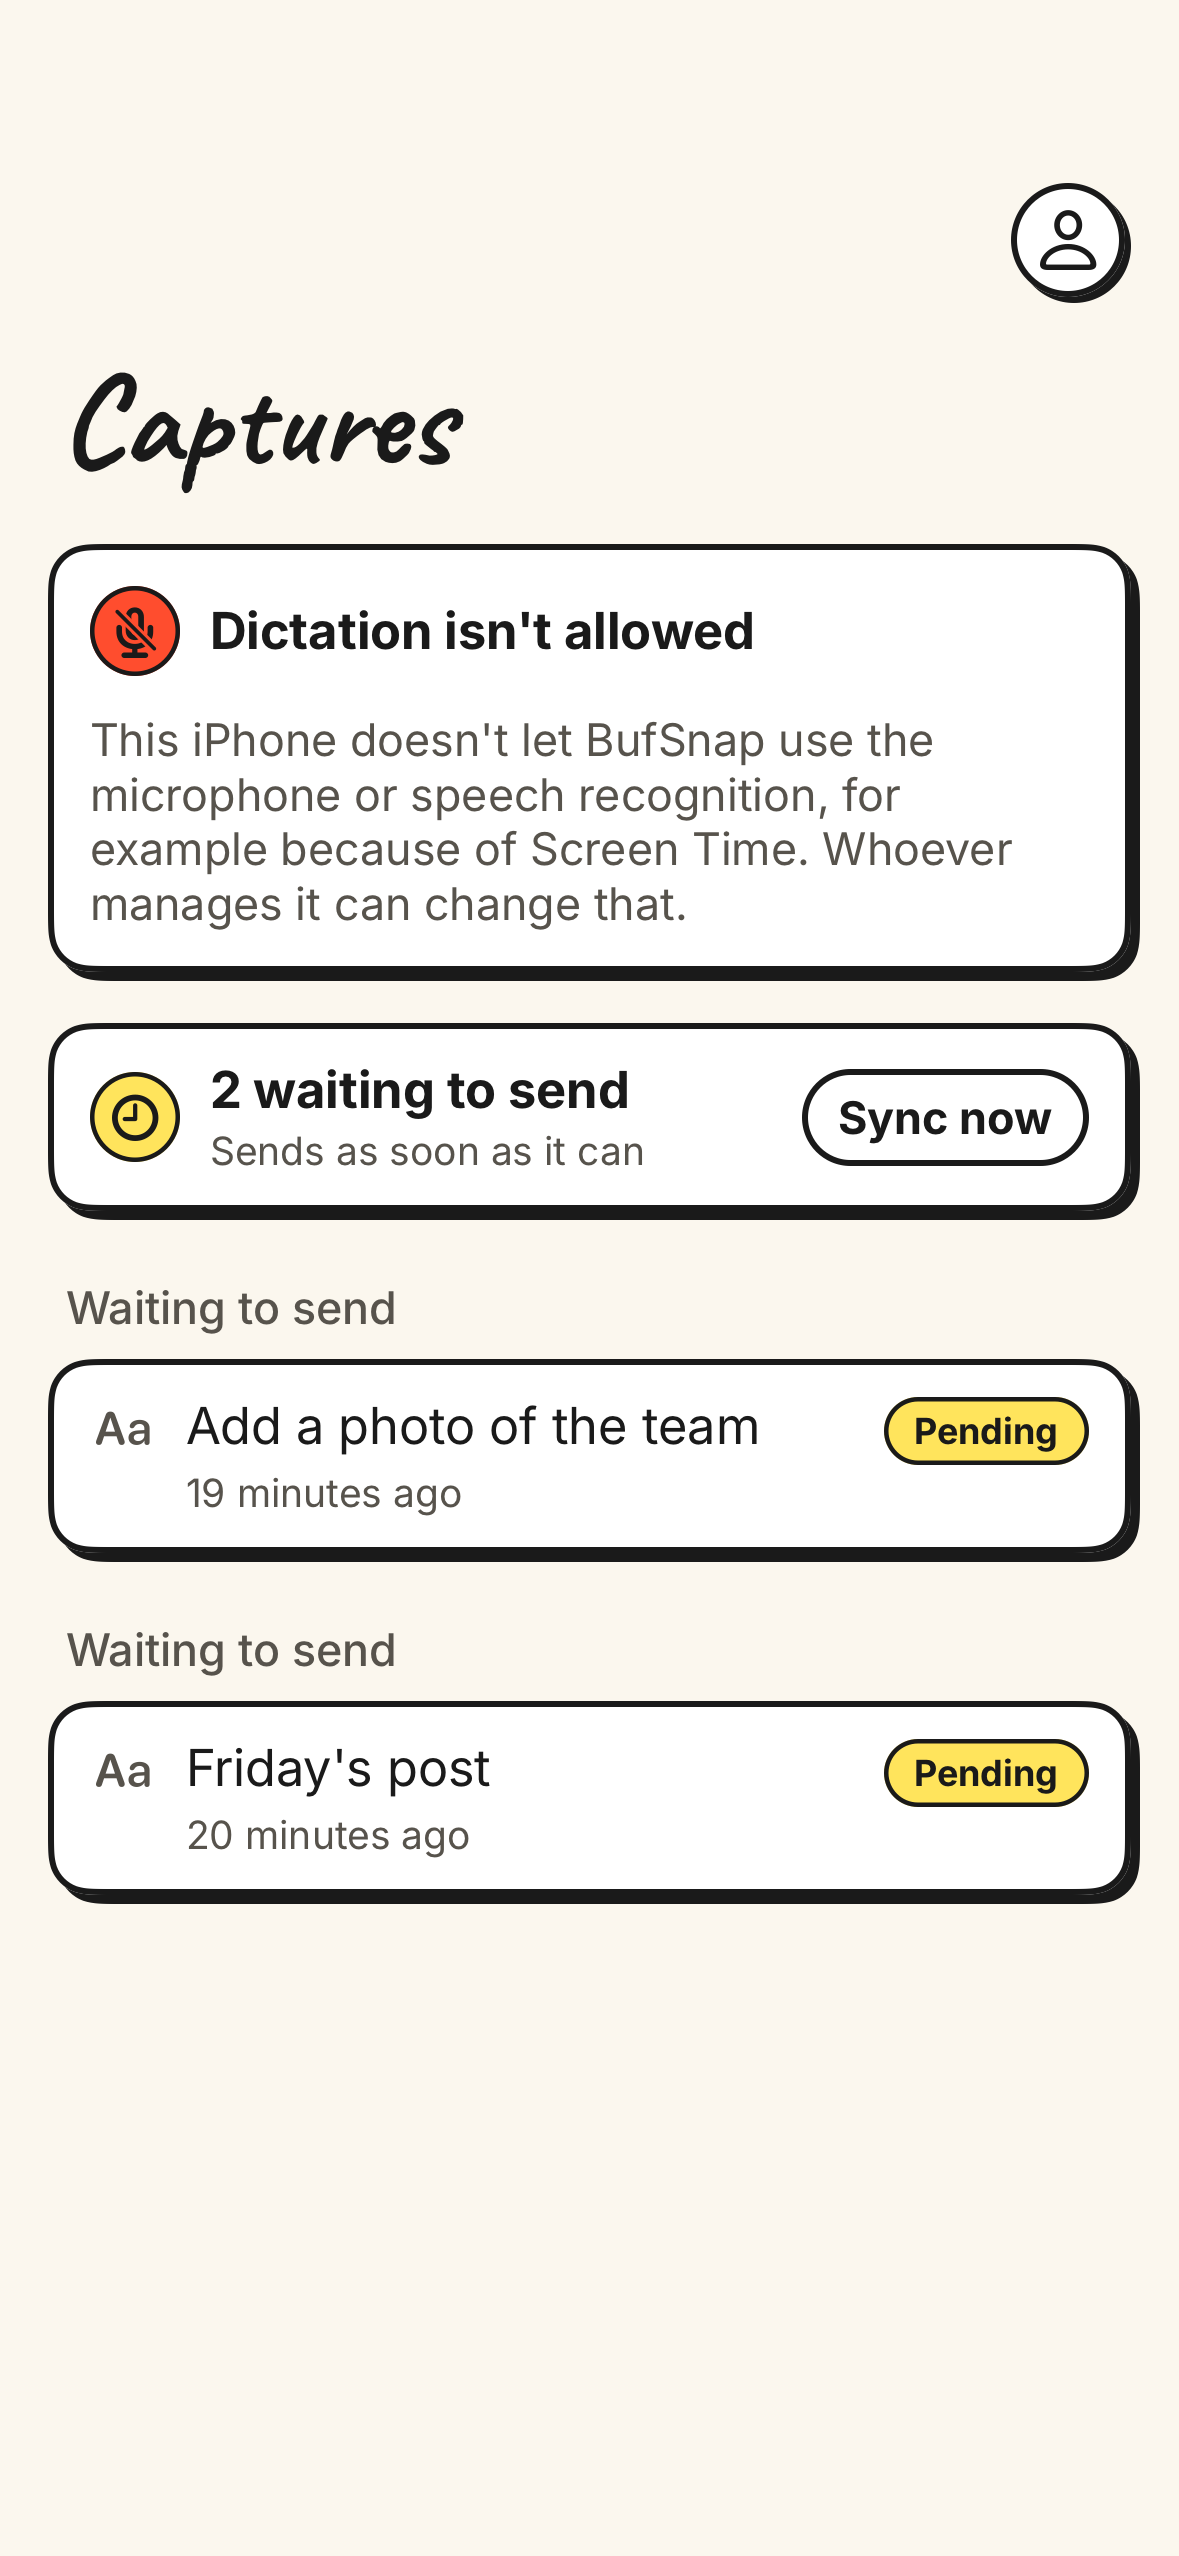 Captures
Dictation isn't allowed
This iPhone doesn't let BufSnap use the
microphone or speech recognition, for
example because of Screen Time. Whoever
manages it can change that.
2 waiting to send
Sends as soon as it can
Sync now
Waiting to send
Aa Add a photo of the team
Pending
19 minutes ago
Waiting to send
Aa Friday's post
Pending
20 minutes ago